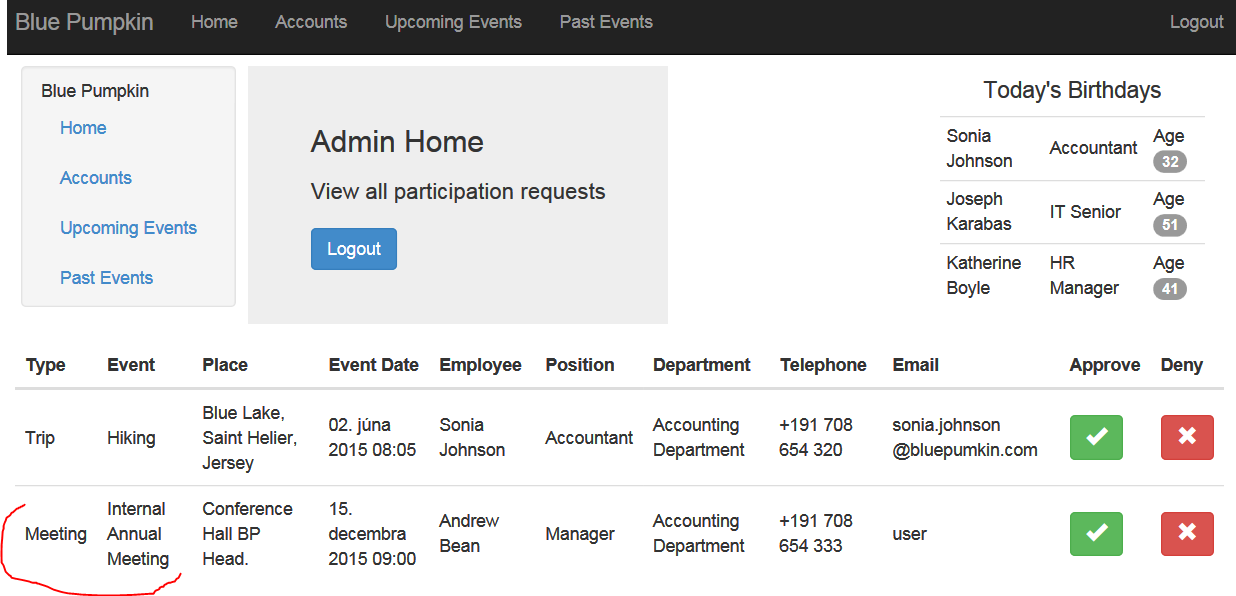 Blue Pumpkin Home Accounts Upcoming Events Past Events Logout
Blue Pumpkin
Home
Accounts
Upcoming Events
Past Events
Admin Home
View all participation requests
Logout
Today's Birthdays
Sonia
Johnson
Accountant
Age
32
Joseph
Karabas
IT Senior
Age
51
Katherine
Boyle
HR
Manager
Age
41
Type Event Place Event Date Employee Position Department Telephone Email Approve Deny
Trip
Hiking
Blue Lake,
Saint Helier,
Jersey
02. júna
2015 08:05
Sonia
Johnson
Accountant
Accounting
Department
+191 708
654 320
sonia.johnson
@bluepumkin.com
Meeting
Internal
Annual
Meeting
Conference
Hall BP
Head.
15.
decembra
2015 09:00
Andrew
Bean
Manager
Accounting
Department
+191 708
654 333
user